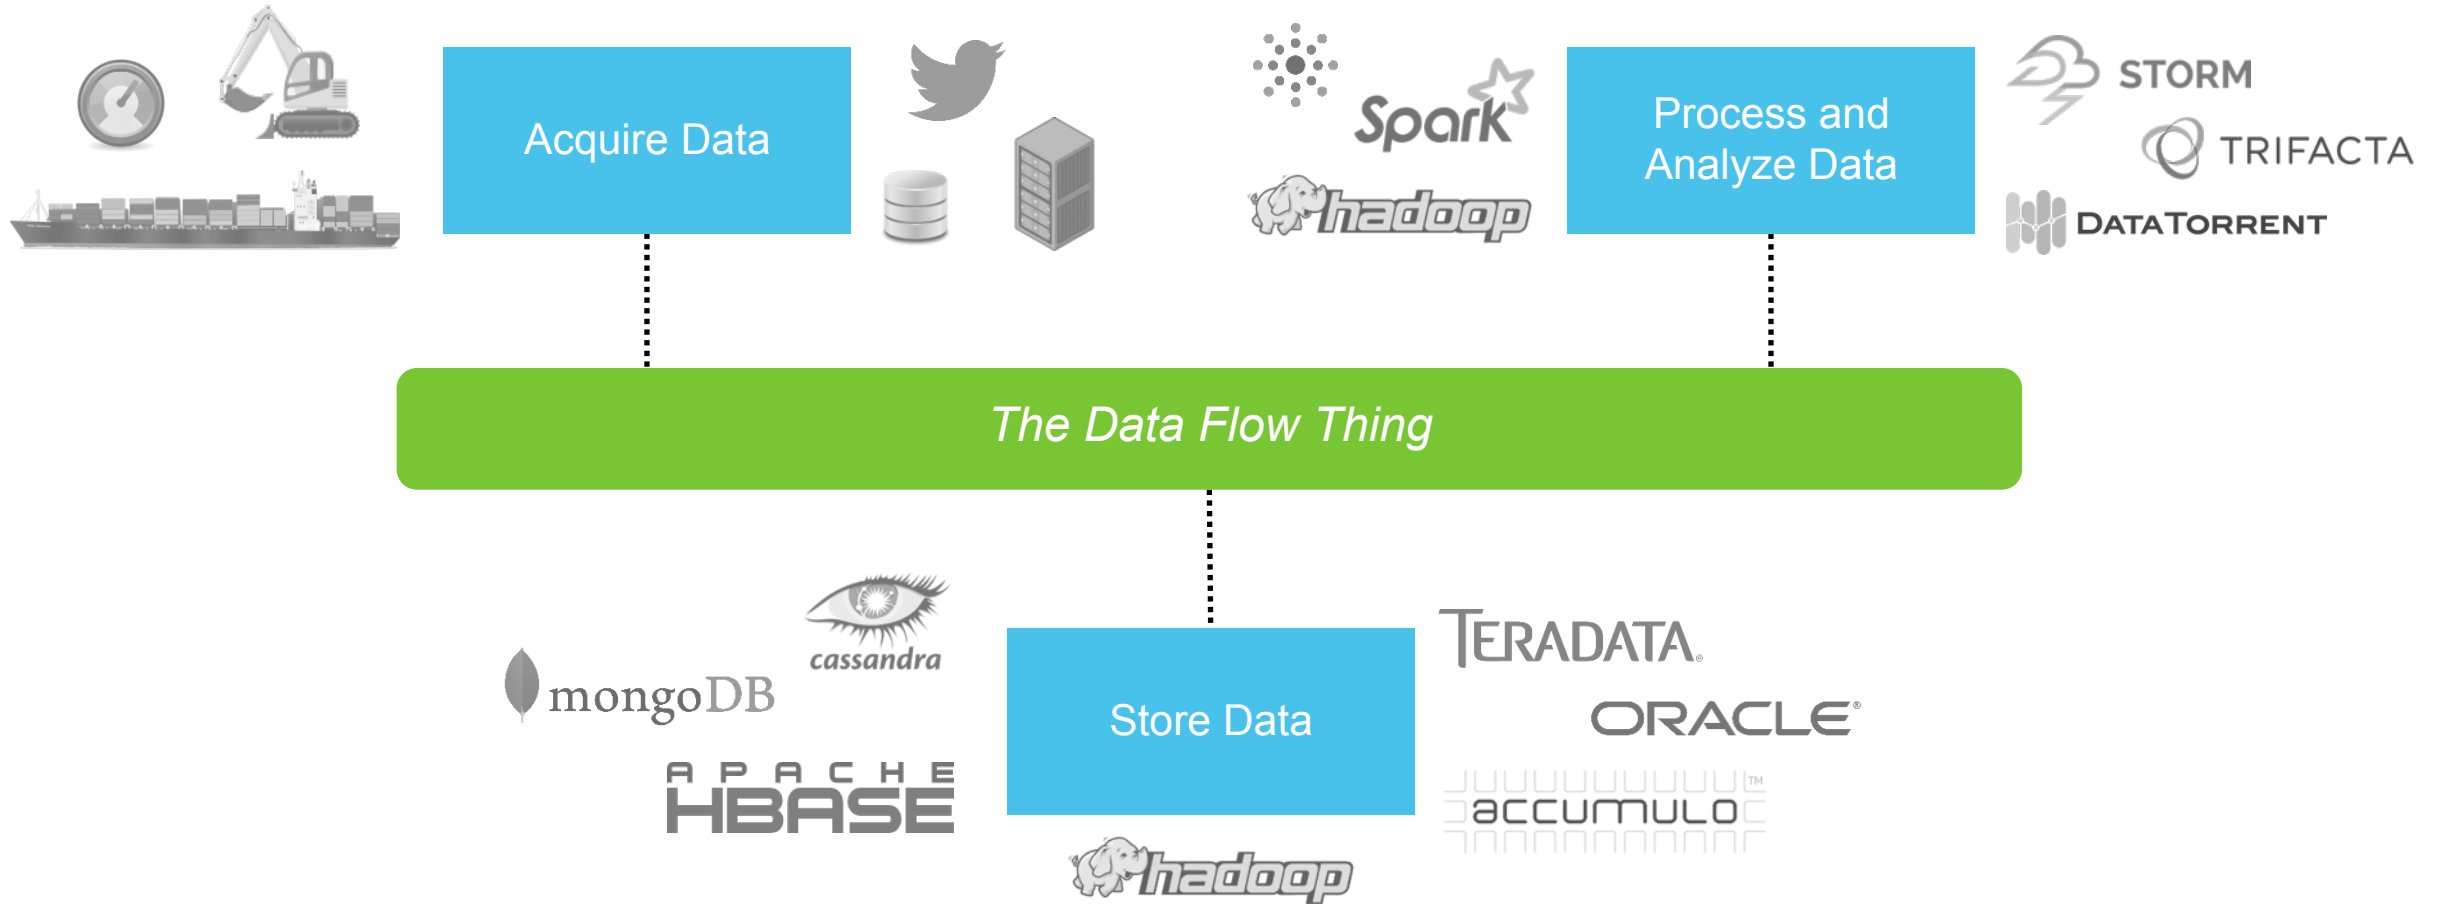 Acquire Data
Spark
hadoop
Process and
Analyze Data
STORM
TRIFACTA
DATATORRENT
The Data Flow Thing
cassandra
mongoDB
APACHE
HBASE
Store Data
TERADATA®
ORACLE®
accumulo™
hadoop